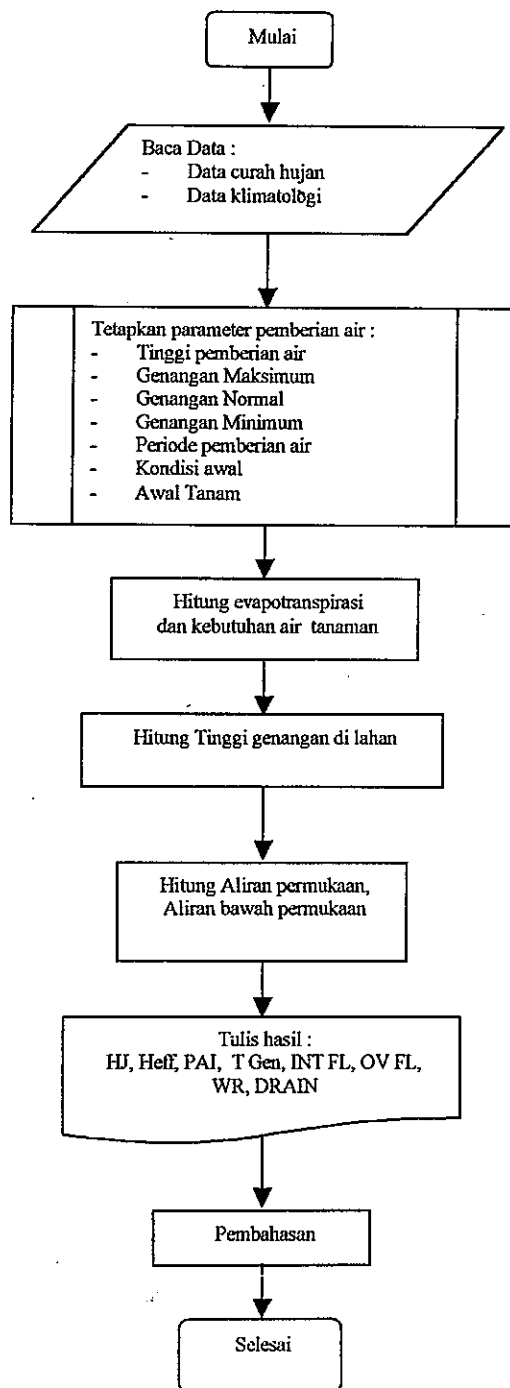 Mulai
Baca Data :
- Data curah hujan
- Data klimatologi
Tetapkan parameter pemberian air :
- Tinggi pemberian air
- Genangan Maksimum
- Genangan Normal
- Genangan Minimum
- Periode pemberian air
- Kondisi awal
- Awal Tanam
Hitung evapotranspirasi
dan kebutuhan air tanaman
Hitung Tinggi genangan di lahan
Hitung Aliran permukaan,
Aliran bawah permukaan
Tulis hasil :
HJ, Heff, PAI, T Gen, INT FL, OV FL,
WR, DRAIN
Pembahasan
Selesai